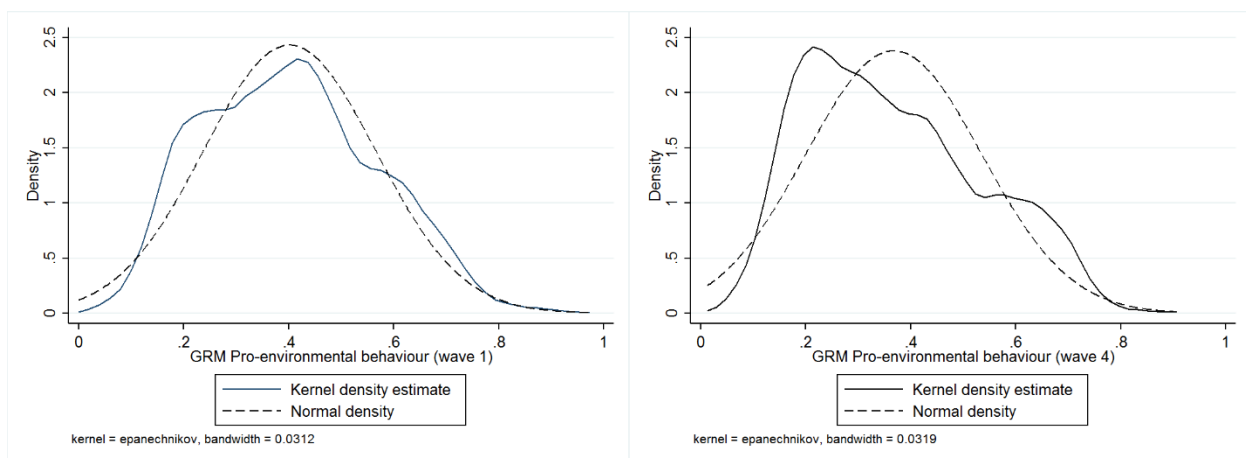 2.5
2
1.5
1
.5
0
Density
0 .2 .4 .6 .8 1
GRM Pro-environmental behaviour (wave 1)
Kernel density estimate
Normal density
kernel = epanechnikov, bandwidth = 0.0312
2.5
2
1.5
1
.5
0
Density
0 .2 .4 .6 .8 1
GRM Pro-environmental behaviour (wave 4)
Kernel density estimate
Normal density
kernel = epanechnikov, bandwidth = 0.0319